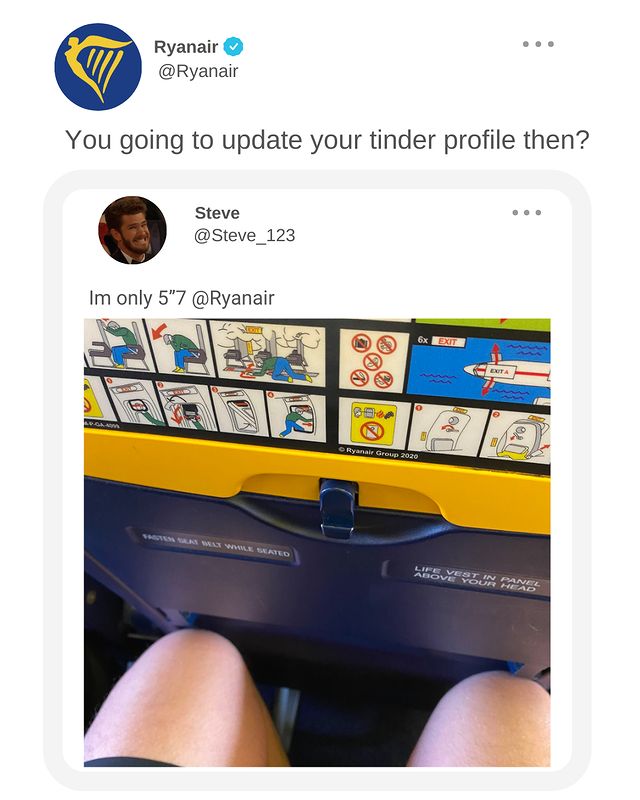 Ryanair
@Ryanair
You going to update your tinder profile then?
Steve
@Steve_123
Im only 5”7 @Ryanair
EXIT
6x EXIT
EXIT A
© Ryanair Group 2020
FASTEN SEAT BELT WHILE SEATED
LIFE VEST IN PANEL
ABOVE YOUR HEAD